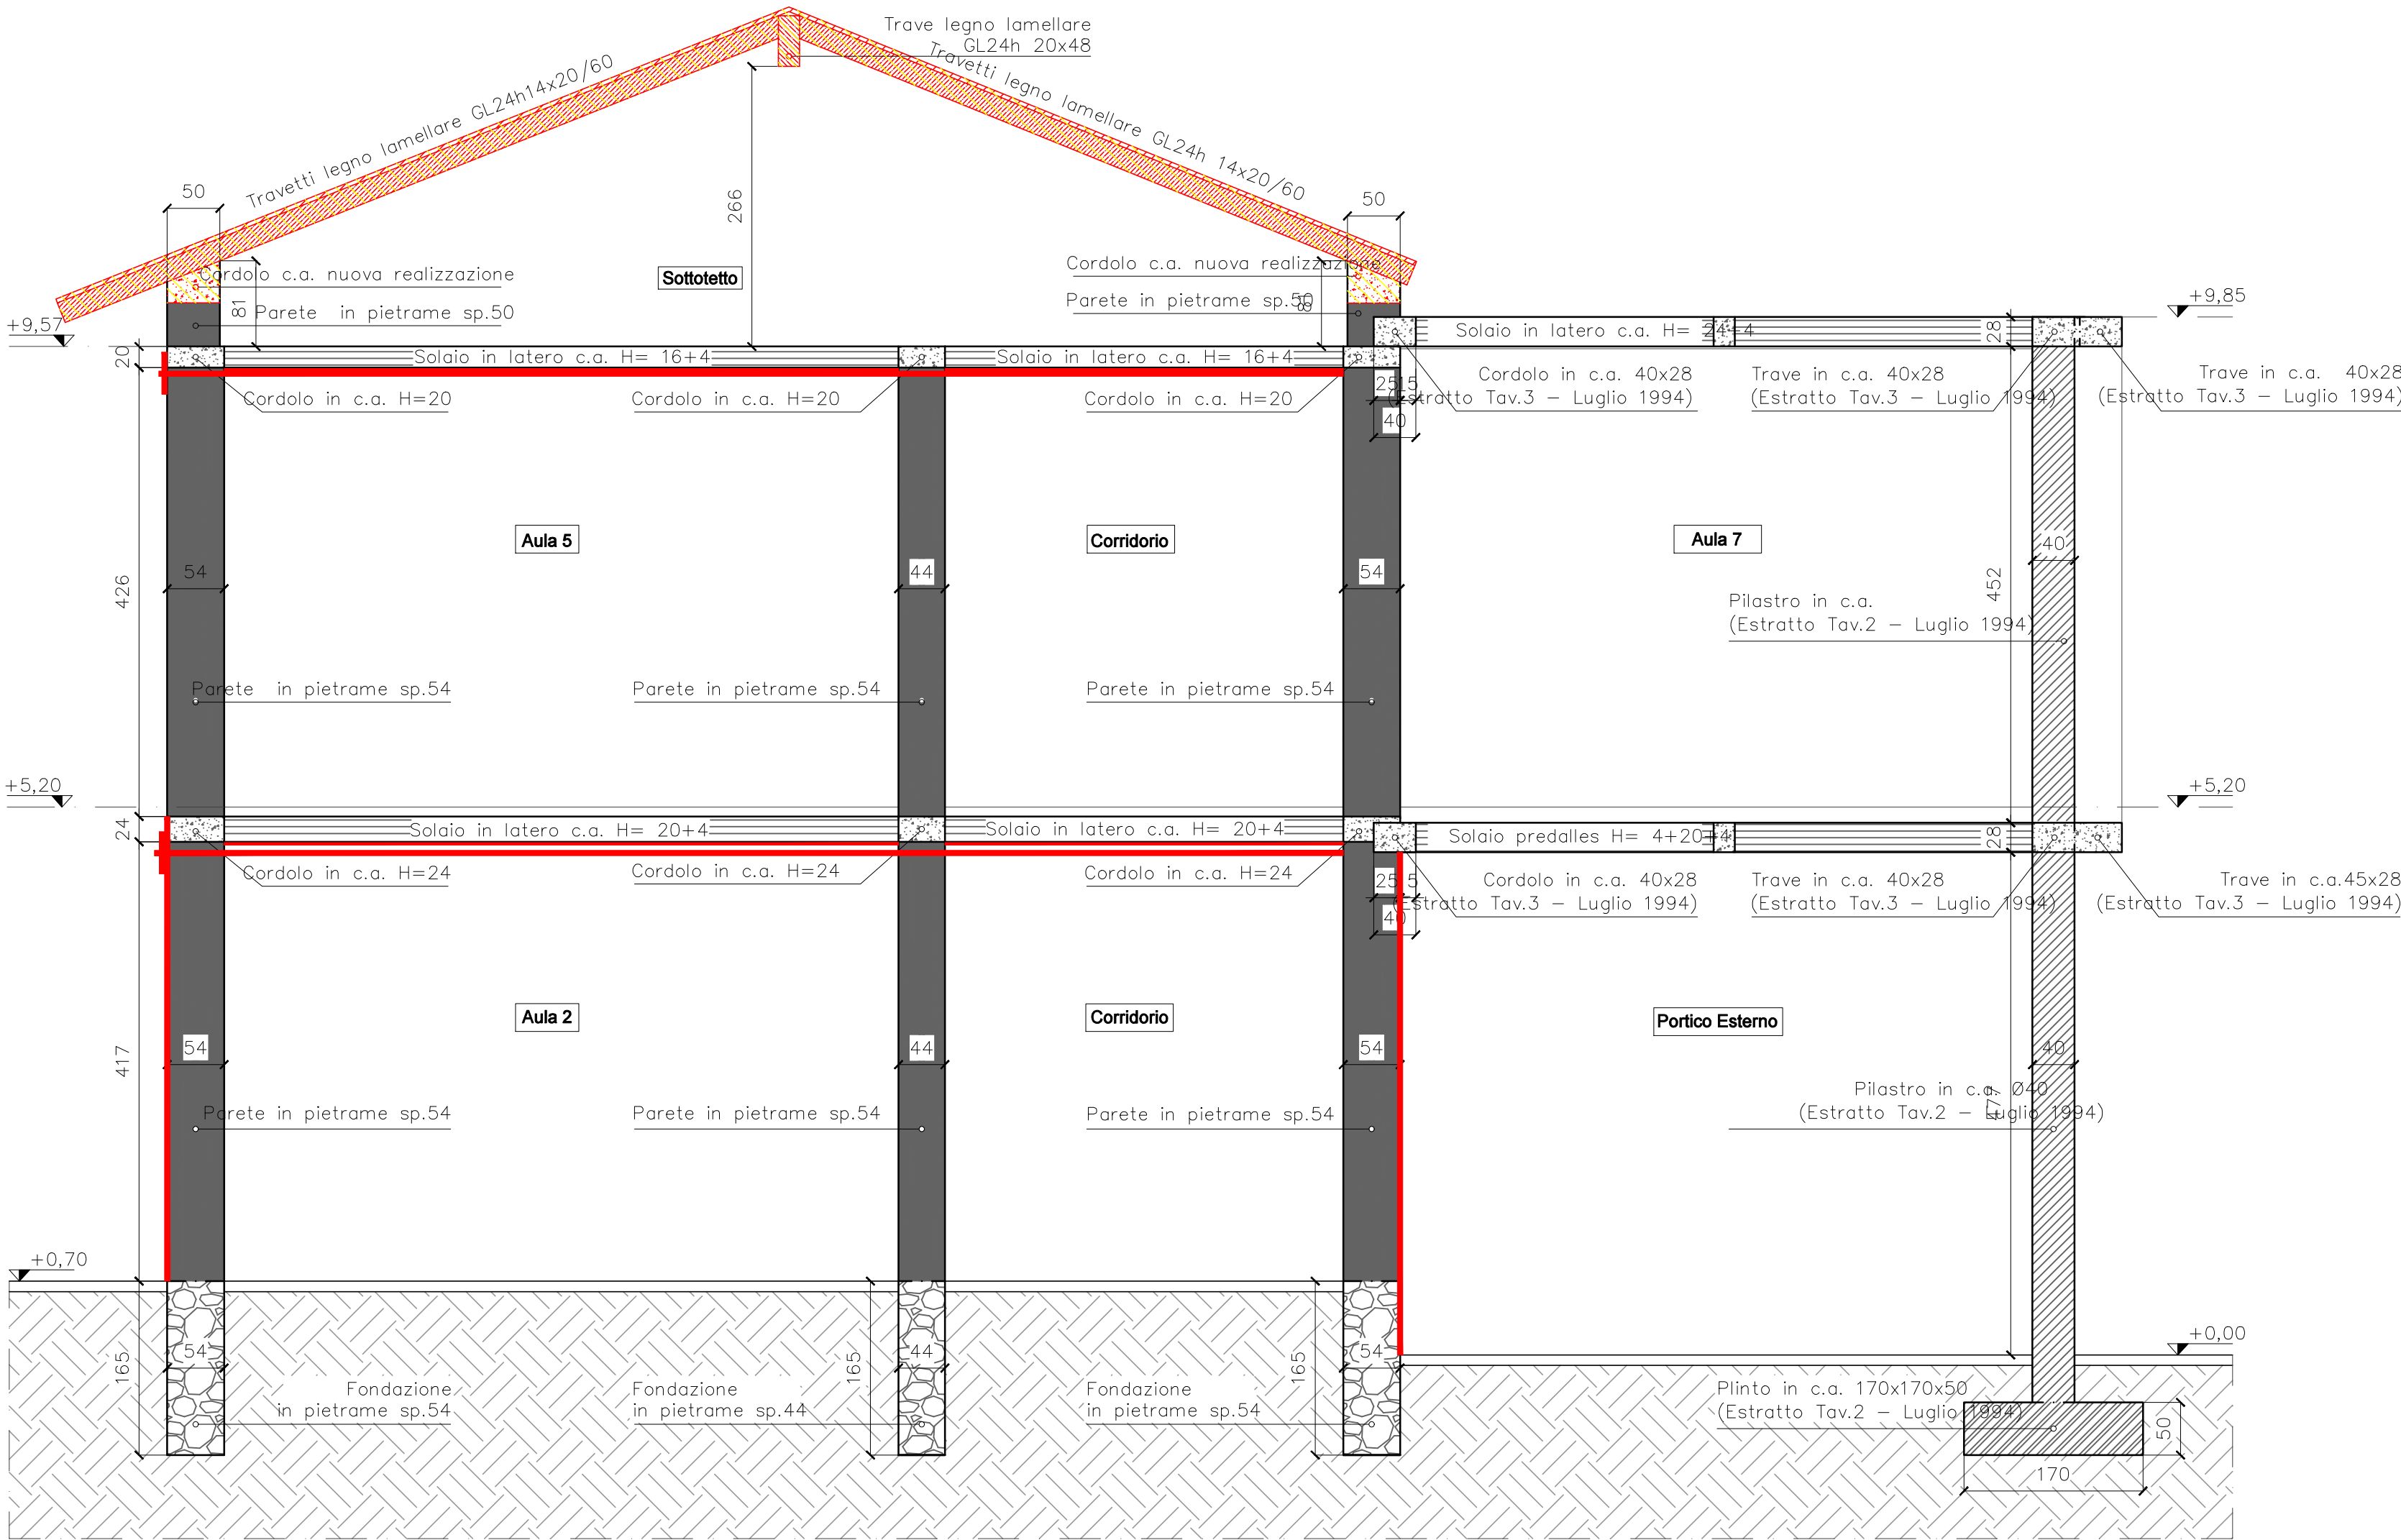 Trave legno lamellare
GL24h 20x48
Travetti legno lamellare GL24h14x20/60
Travetti legno lamellare GL24h 14x20/60
50
266
50
Sottotetto
Cordolo c.a. nuova realizzazione
81
Parete in pietrame sp.50
Cordolo c.a. nuova realizzazione
81
Parete in pietrame sp.50
+9,57
+9,85
20
Solaio in latero c.a. H= 16+4
Solaio in latero c.a. H= 16+4
Solaio in latero c.a. H= 24+4
28
Cordolo in c.a. H=20
Cordolo in c.a. H=20
Cordolo in c.a. H=20
25
15
40
Cordolo in c.a. 40x28
(Estratto Tav.3 – Luglio 1994)
Trave in c.a. 40x28
(Estratto Tav.3 – Luglio 1994)
Trave in c.a. 40x28
(Estratto Tav.3 – Luglio 1994)
Aula 5
Corridorio
Aula 7
426
54
44
54
452
40
Pilastro in c.a.
(Estratto Tav.2 – Luglio 1994)
Parete in pietrame sp.54
Parete in pietrame sp.54
Parete in pietrame sp.54
+5,20
+5,20
24
Solaio in latero c.a. H= 20+4
Solaio in latero c.a. H= 20+4
Solaio predalles H= 4+20+4
28
Cordolo in c.a. H=24
Cordolo in c.a. H=24
Cordolo in c.a. H=24
25
15
40
Cordolo in c.a. 40x28
(Estratto Tav.3 – Luglio 1994)
Trave in c.a. 40x28
(Estratto Tav.3 – Luglio 1994)
Trave in c.a.45x28
(Estratto Tav.3 – Luglio 1994)
Aula 2
Corridorio
Portico Esterno
417
54
44
54
477
40
Parete in pietrame sp.54
Parete in pietrame sp.54
Parete in pietrame sp.54
Pilastro in c.a. Ø40
(Estratto Tav.2 – Luglio 1994)
+0,70
+0,00
165
54
165
44
165
54
Fondazione
in pietrame sp.54
Fondazione
in pietrame sp.44
Fondazione
in pietrame sp.54
Plinto in c.a. 170x170x50
(Estratto Tav.2 – Luglio 1994)
50
170